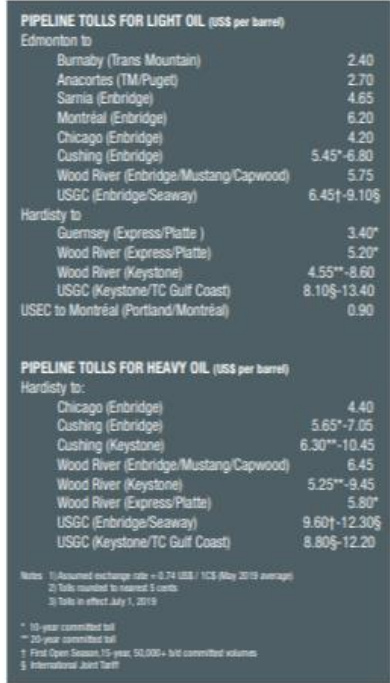 PIPELINE TOLLS FOR LIGHT OIL (US$ per barrel)
Edmonton to
Burnaby (Trans Mountain) 2.40
Anacortes (TM/Puget) 2.70
Sarnia (Enbridge) 4.65
Montréal (Enbridge) 6.20
Chicago (Enbridge) 4.20
Cushing (Enbridge) 5.45*-6.80
Wood River (Enbridge/Mustang/Capwood) 5.75
USGC (Enbridge/Seaway) 6.45†-9.10§
Hardisty to
Guernsey (Express/Platte ) 3.40*
Wood River (Express/Platte) 5.20*
Wood River (Keystone) 4.55**-8.60
USGC (Keystone/TC Gulf Coast) 8.10§-13.40
USEC to Montréal (Portland/Montréal) 0.90
PIPELINE TOLLS FOR HEAVY OIL (US$ per barrel)
Hardisty to:
Chicago (Enbridge) 4.40
Cushing (Enbridge) 5.65*-7.05
Cushing (Keystone) 6.30**-10.45
Wood River (Enbridge/Mustang/Capwood) 6.45
Wood River (Keystone) 5.25**-9.45
Wood River (Express/Platte) 5.80*
USGC (Enbridge/Seaway) 9.60†-12.30§
USGC (Keystone/TC Gulf Coast) 8.80§-12.20
Notes 1) Assumed exchange rate = 0.74 US$ / 1C$ (May 2019 average)
2) Tolls rounded to nearest 5 cents
3) Tolls in effect July 1, 2019
* 10-year committed toll
** 20-year committed toll
† First Open Season,15-year, 50,000+ b/d committed volumes
§ International Joint Tariff